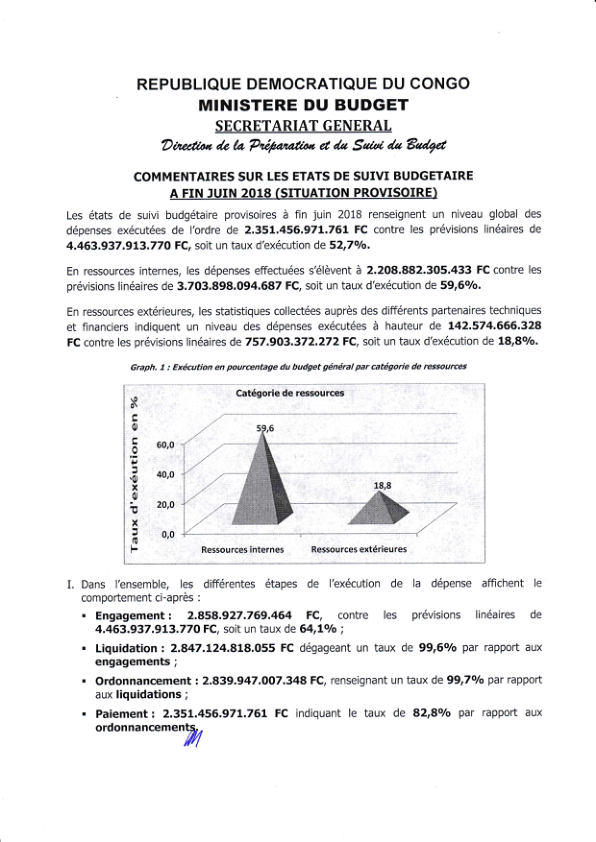 REPUBLIQUE DEMOCRATIQUE DU CONGO
MINISTERE DU BUDGET
SECRETARIAT GENERAL
Direction de la Préparation et du Suivi du Budget
COMMENTAIRES SUR LES ETATS DE SUIVI BUDGETAIRE
A FIN JUIN 2018 (SITUATION PROVISOIRE)
Les états de suivi budgétaire provisoires à fin juin 2018 renseignent un niveau global des
dépenses exécutées de l'ordre de 2.351.456.971.761 FC contre les prévisions linéaires de
4.463.937.913.770 FC, soit un taux d'exécution de 52,7%.
En ressources internes, les dépenses effectuées s'élèvent à 2.208.882.305.433 FC contre les
prévisions linéaires de 3.703.898.094.687 FC, soit un taux d'exécution de 59,6%.
En ressources extérieures, les statistiques collectées auprès des différents partenaires techniques
et financiers indiquent un niveau des dépenses exécutées à hauteur de 142.574.666.328
FC contre les prévisions linéaires de 757.903.372.272 FC, soit un taux d'exécution de 18,8%.
Graph. 1 : Exécution en pourcentage du budget général par catégorie de ressources
Catégorie de ressources
Taux d'exéution en %
60,0
40,0
20,0
0,0
59,6
18,8
Ressources internes
Ressources extérieures
I. Dans l'ensemble, les différentes étapes de l'exécution de la dépense affichent le
comportement ci-après :
▪ Engagement : 2.858.927.769.464 FC, contre les prévisions linéaires de
4.463.937.913.770 FC, soit un taux de 64,1% ;
▪ Liquidation : 2.847.124.818.055 FC dégageant un taux de 99,6% par rapport aux
engagements ;
▪ Ordonnancement : 2.839.947.007.348 FC, renseignant un taux de 99,7% par rapport
aux liquidations ;
▪ Paiement : 2.351.456.971.761 FC indiquant le taux de 82,8% par rapport aux
ordonnancements.